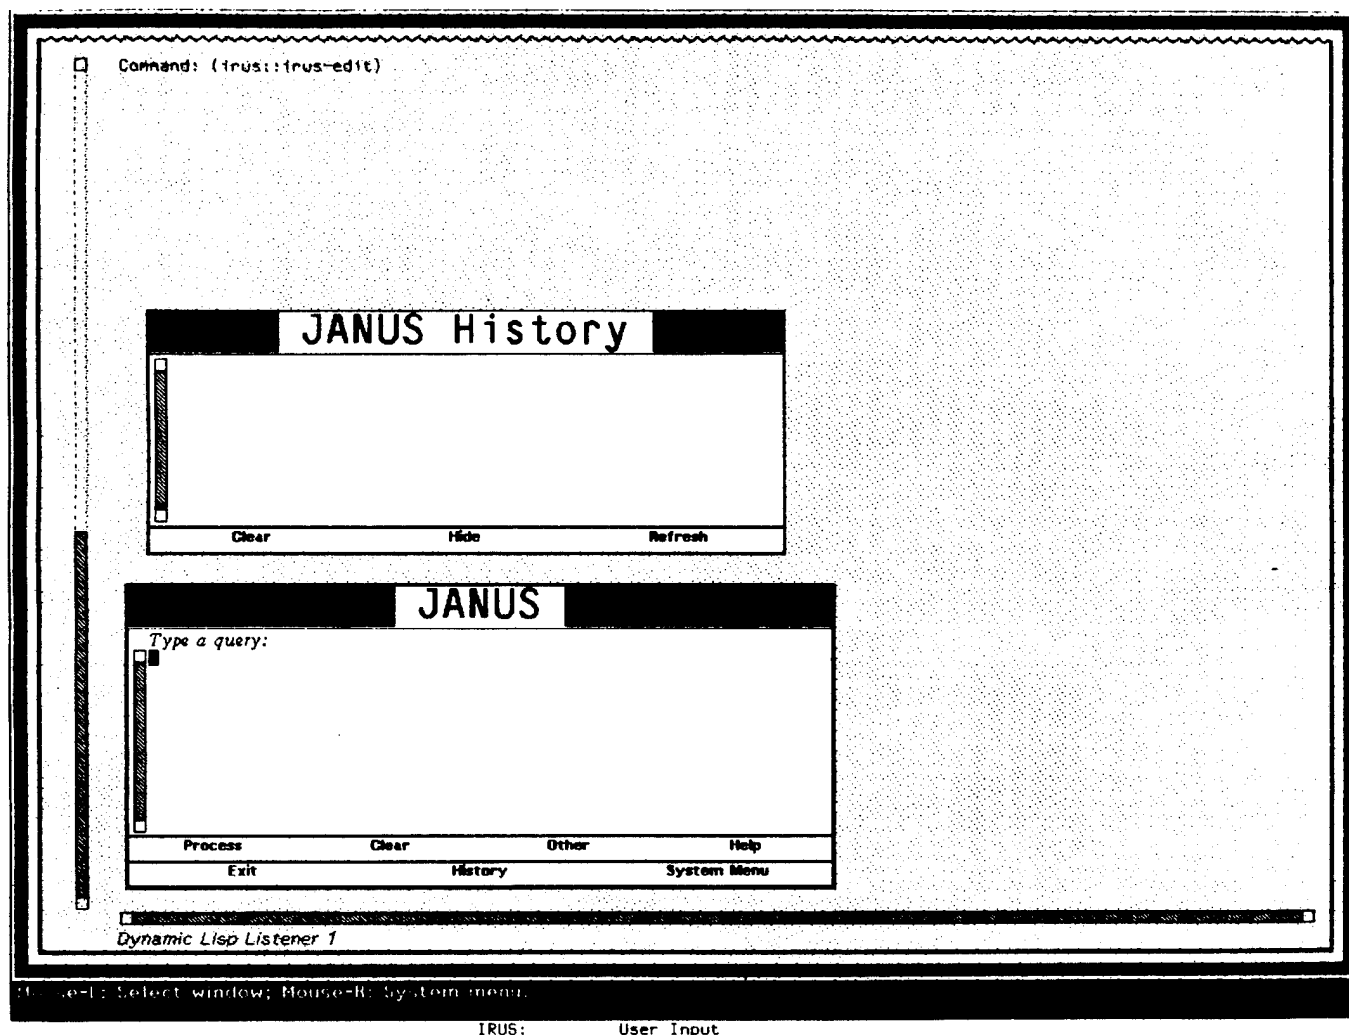 Command: (irus::irus-edit)
JANUS History
Clear Hide Refresh
JANUS
Type a query:
Process Clear Other Help
Exit History System Menu
Dynamic Lisp Listener 1
Mouse-L: Select window; Mouse-R: System menu.
IRUS: User Input